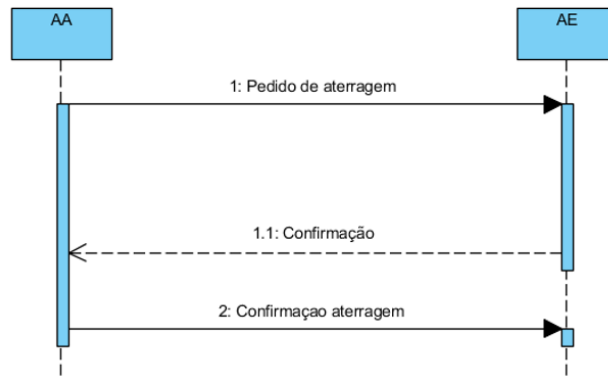 AA
AE
1: Pedido de aterragem
1.1: Confirmação
2: Confirmaçao aterragem